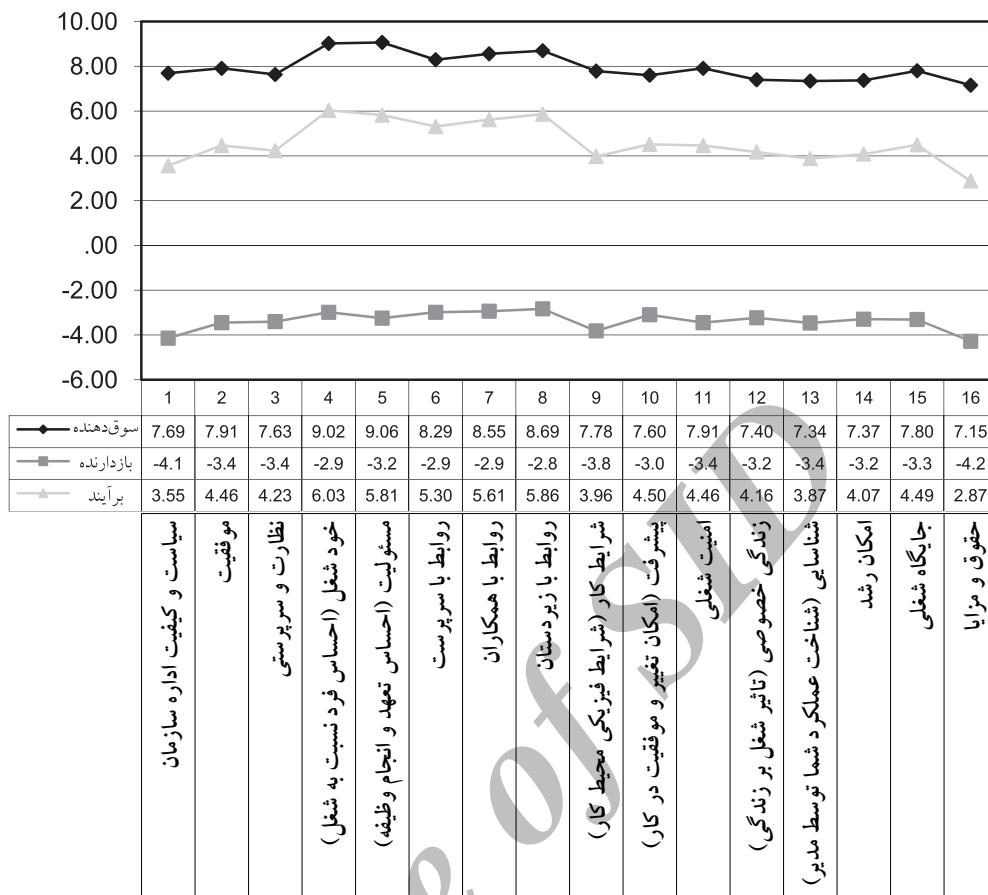 10.00
8.00
6.00
4.00
2.00
.00
-2.00
-4.00
-6.00
1 2 3 4 5 6 7 8 9 10 11 12 13 14 15 16
سوق‌دهنده 7.69 7.91 7.63 9.02 9.06 8.29 8.55 8.69 7.78 7.60 7.91 7.40 7.34 7.37 7.80 7.15
بازدارنده -4.1 -3.4 -3.4 -2.9 -3.2 -2.9 -2.9 -2.8 -3.8 -3.0 -3.4 -3.2 -3.4 -3.2 -3.3 -4.2
برآیند 3.55 4.46 4.23 6.03 5.81 5.30 5.61 5.86 3.96 4.50 4.46 4.16 3.87 4.07 4.49 2.87
سیاست و کیفیت اداره سازمان
موفقیت
نظارت و سرپرستی
خود شغل (احساس فرد نسبت به شغل)
مسئولیت (احساس تعهد و انجام وظیفه)
روابط با سرپرست
روابط با همکاران
روابط با زیردستان
شرایط کار (شرایط فیزیکی محیط کار)
پیشرفت (امکان تغییر و موفقیت در کار)
امنیت شغلی
زندگی خصوصی (تاثیر شغل بر زندگی)
شناسایی (شناخت عملکرد شما توسط مدیر)
امکان رشد
جایگاه شغلی
حقوق و مزایا
of SID